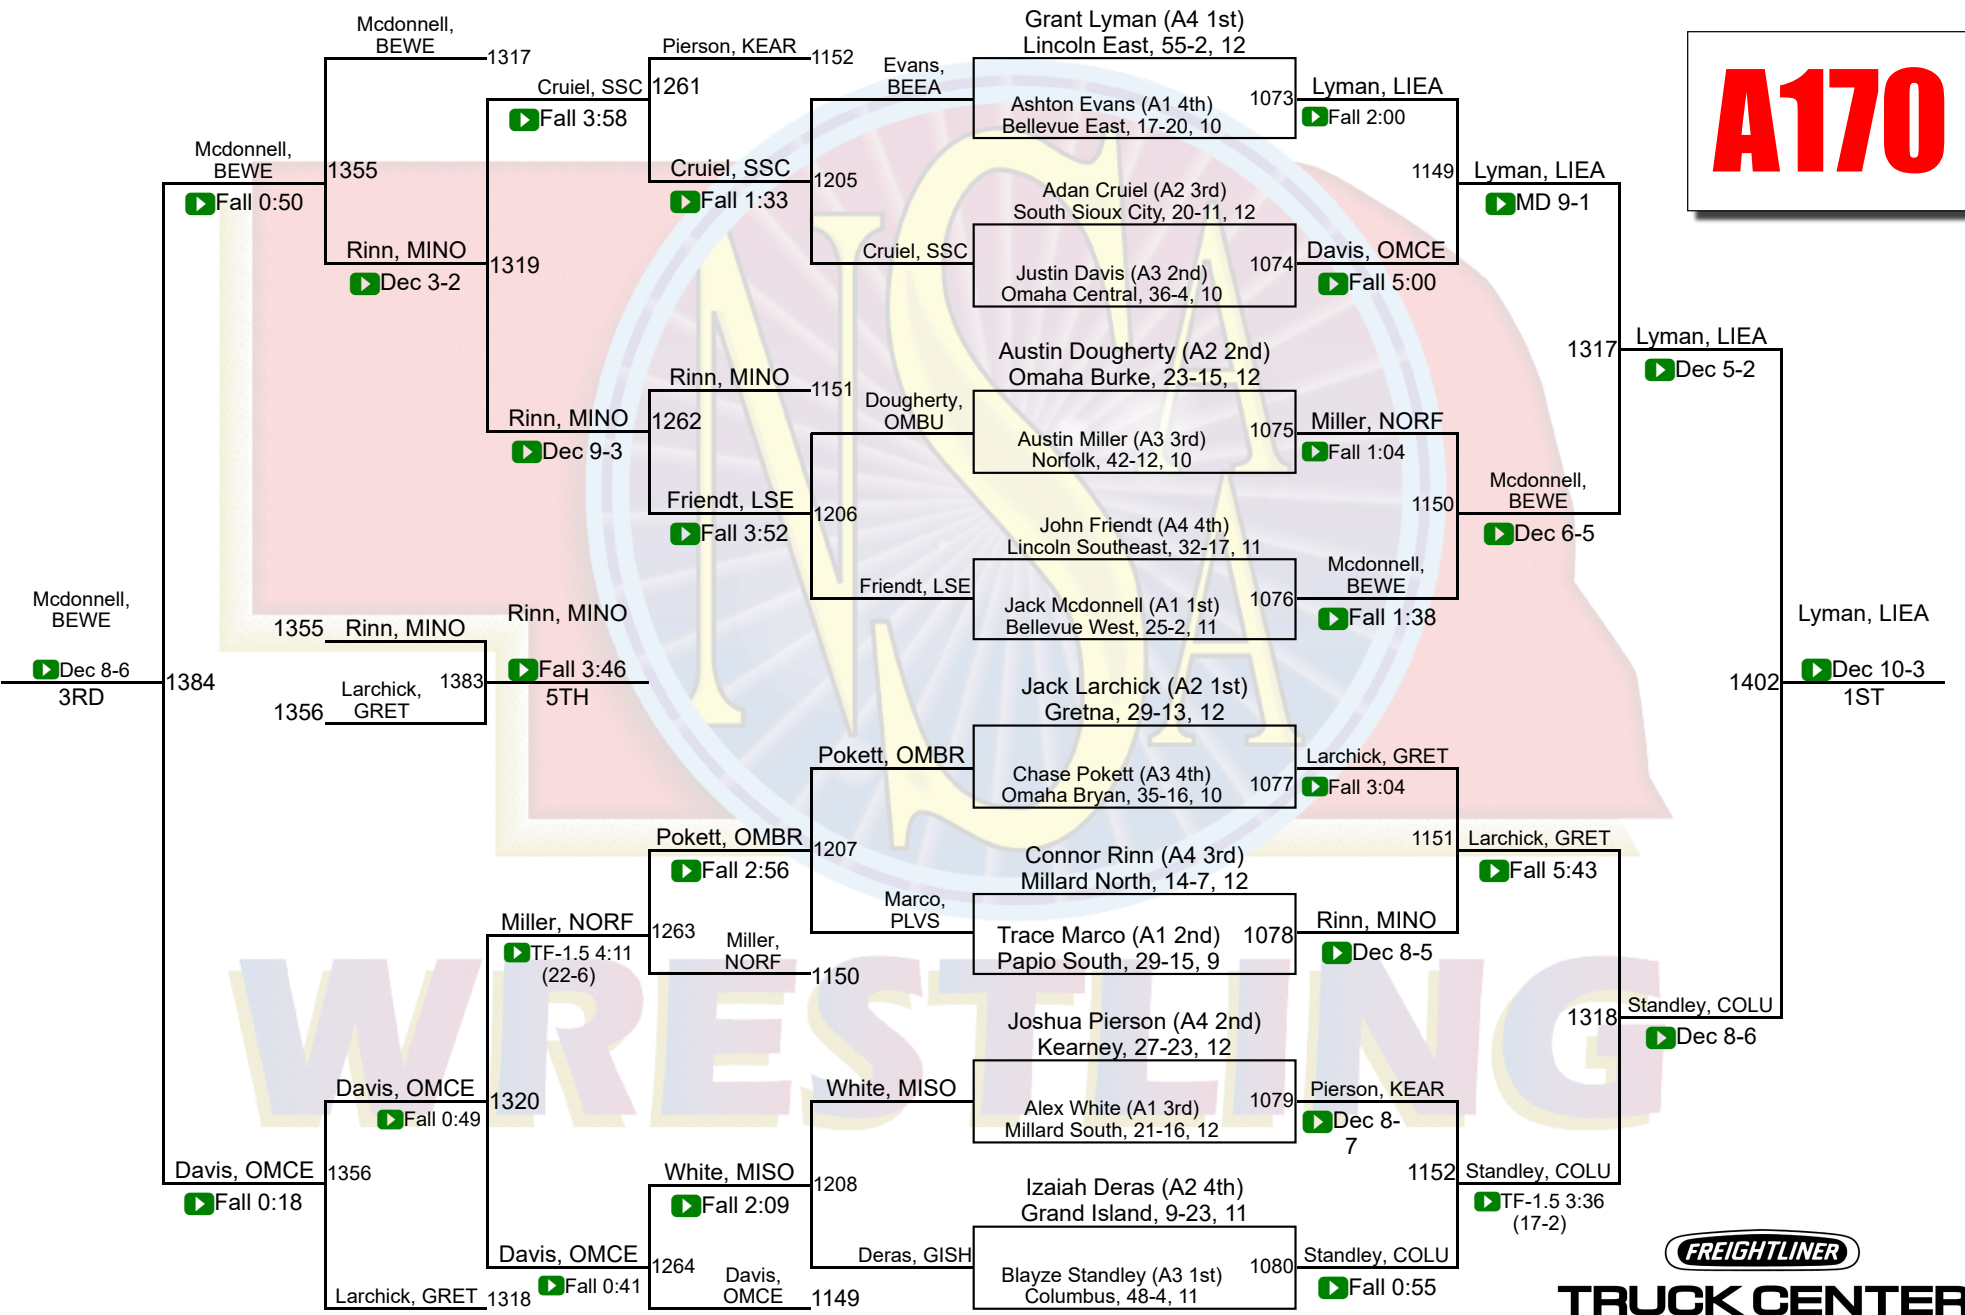 A170
Mcdonnell,
BEWE
1317
Mcdonnell,
BEWE
Fall 0:50
1355
Rinn, MINO
Dec 3-2
1319
Cruiel, SSC
Fall 3:58
1261
Pierson, KEAR
1152
Cruiel, SSC
Fall 1:33
1205
Evans,
BEEA
Cruiel, SSC
Rinn, MINO
Dec 9-3
1262
Rinn, MINO
1151
Friendt, LSE
Fall 3:52
1206
Dougherty,
OMBU
Friendt, LSE
Mcdonnell,
BEWE
Dec 8-6
3RD
1384
1355
Rinn, MINO
1356
Larchick,
GRET
1383
Rinn, MINO
Fall 3:46
5TH
Pokett, OMBR
Fall 2:56
1207
Pokett, OMBR
Marco,
PLVS
Miller, NORF
TF-1.5 4:11
(22-6)
1263
Miller,
NORF
1150
Davis, OMCE
Fall 0:49
1320
Davis, OMCE
Fall 0:18
1356
Larchick, GRET
1318
Davis, OMCE
Fall 0:41
1264
White, MISO
Fall 2:09
1208
White, MISO
Deras, GISH
Davis,
OMCE
1149
Grant Lyman (A4 1st)
Lincoln East, 55-2, 12
Ashton Evans (A1 4th)
Bellevue East, 17-20, 10
1073
Lyman, LIEA
Fall 2:00
Adan Cruiel (A2 3rd)
South Sioux City, 20-11, 12
Justin Davis (A3 2nd)
Omaha Central, 36-4, 10
1074
Davis, OMCE
Fall 5:00
1149
Lyman, LIEA
MD 9-1
Austin Dougherty (A2 2nd)
Omaha Burke, 23-15, 12
Austin Miller (A3 3rd)
Norfolk, 42-12, 10
1075
Miller, NORF
Fall 1:04
John Friendt (A4 4th)
Lincoln Southeast, 32-17, 11
Jack Mcdonnell (A1 1st)
Bellevue West, 25-2, 11
1076
Mcdonnell,
BEWE
Fall 1:38
1150
Mcdonnell,
BEWE
Dec 6-5
1317
Lyman, LIEA
Dec 5-2
Jack Larchick (A2 1st)
Gretna, 29-13, 12
Chase Pokett (A3 4th)
Omaha Bryan, 35-16, 10
1077
Larchick, GRET
Fall 3:04
Connor Rinn (A4 3rd)
Millard North, 14-7, 12
Trace Marco (A1 2nd)
Papio South, 29-15, 9
1078
Rinn, MINO
Dec 8-5
1151
Larchick, GRET
Fall 5:43
Joshua Pierson (A4 2nd)
Kearney, 27-23, 12
Alex White (A1 3rd)
Millard South, 21-16, 12
1079
Pierson, KEAR
Dec 8-
7
Izaiah Deras (A2 4th)
Grand Island, 9-23, 11
Blayze Standley (A3 1st)
Columbus, 48-4, 11
1080
Standley, COLU
Fall 0:55
1152
Standley, COLU
TF-1.5 3:36
(17-2)
1318
Standley, COLU
Dec 8-6
1402
Lyman, LIEA
Dec 10-3
1ST
NSAA
WRESTLING
FREIGHTLINER
TRUCK CENTER